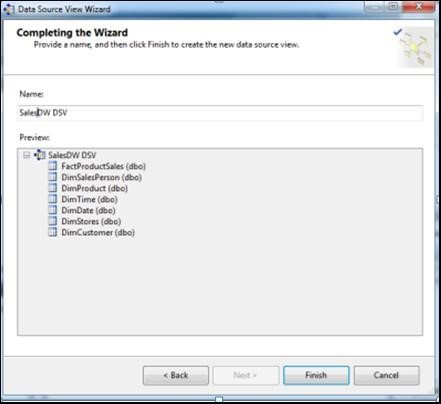 Data Source View Wizard
Completing the Wizard
Provide a name, and then click Finish to create the new data source view.
Name:
SalesDW DSV
Preview:
SalesDW DSV
FactProductSales (dbo)
DimSalesPerson (dbo)
DimProduct (dbo)
DimTime (dbo)
DimDate (dbo)
DimStores (dbo)
DimCustomer (dbo)
< Back
Next >
Finish
Cancel